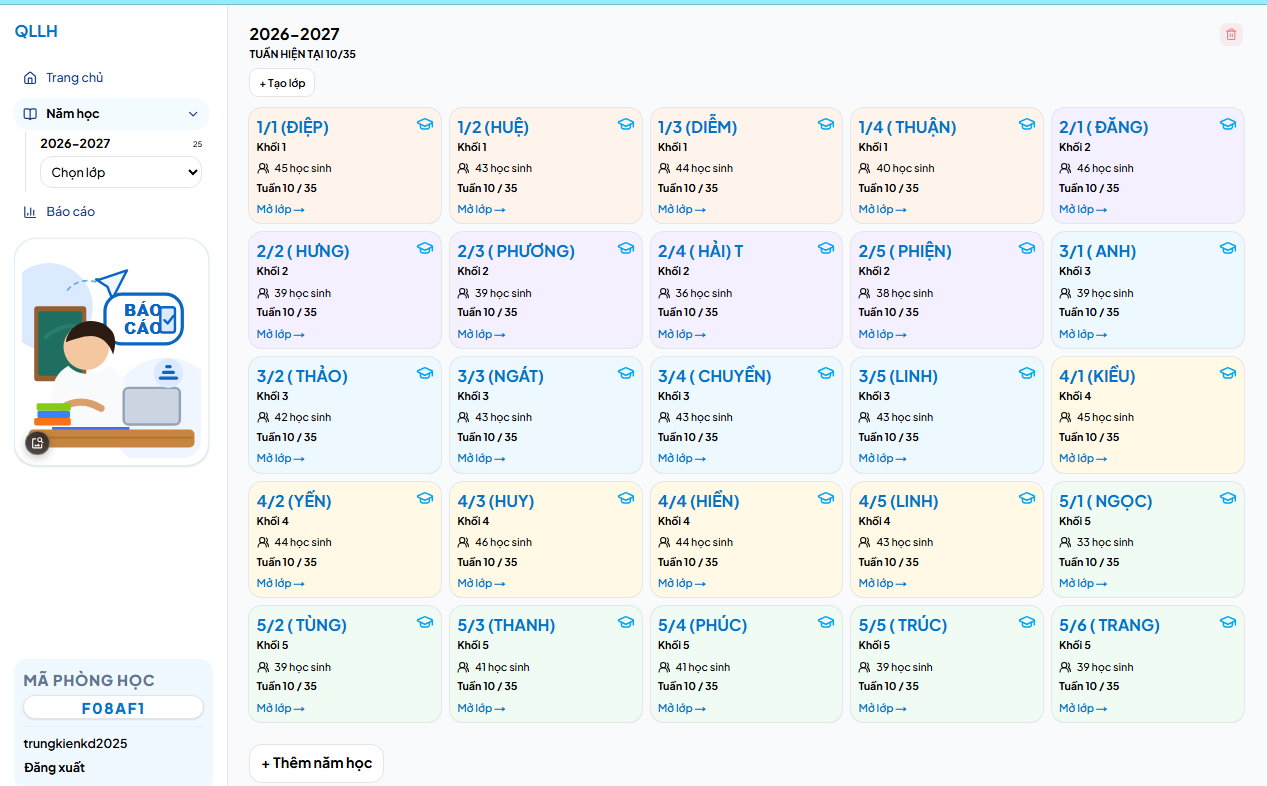 QLLH
Trang chủ
Năm học
2026-2027 25
Chọn lớp
Báo cáo
BÁO
CÁO
MÃ PHÒNG HỌC
F08AF1
trungkienkd2025
Đăng xuất
2026-2027
TUẦN HIỆN TẠI 10/35
+ Tạo lớp
1/1 (ĐIỆP)
Khối 1
45 học sinh
Tuần 10 / 35
Mở lớp →
1/2 (HUỆ)
Khối 1
43 học sinh
Tuần 10 / 35
Mở lớp →
1/3 (DIỄM)
Khối 1
44 học sinh
Tuần 10 / 35
Mở lớp →
1/4 ( THUẬN)
Khối 1
40 học sinh
Tuần 10 / 35
Mở lớp →
2/1 ( ĐĂNG)
Khối 2
46 học sinh
Tuần 10 / 35
Mở lớp →
2/2 ( HƯNG)
Khối 2
39 học sinh
Tuần 10 / 35
Mở lớp →
2/3 ( PHƯƠNG)
Khối 2
39 học sinh
Tuần 10 / 35
Mở lớp →
2/4 ( HẢI) T
Khối 2
36 học sinh
Tuần 10 / 35
Mở lớp →
2/5 ( PHIỆN)
Khối 2
38 học sinh
Tuần 10 / 35
Mở lớp →
3/1 ( ANH)
Khối 3
39 học sinh
Tuần 10 / 35
Mở lớp →
3/2 ( THẢO)
Khối 3
42 học sinh
Tuần 10 / 35
Mở lớp →
3/3 (NGÁT)
Khối 3
43 học sinh
Tuần 10 / 35
Mở lớp →
3/4 ( CHUYỀN)
Khối 3
43 học sinh
Tuần 10 / 35
Mở lớp →
3/5 (LINH)
Khối 3
43 học sinh
Tuần 10 / 35
Mở lớp →
4/1 (KIỀU)
Khối 4
45 học sinh
Tuần 10 / 35
Mở lớp →
4/2 (YẾN)
Khối 4
44 học sinh
Tuần 10 / 35
Mở lớp →
4/3 (HUY)
Khối 4
46 học sinh
Tuần 10 / 35
Mở lớp →
4/4 (HIỀN)
Khối 4
44 học sinh
Tuần 10 / 35
Mở lớp →
4/5 (LINH)
Khối 4
43 học sinh
Tuần 10 / 35
Mở lớp →
5/1 ( NGỌC)
Khối 5
33 học sinh
Tuần 10 / 35
Mở lớp →
5/2 ( TÙNG)
Khối 5
39 học sinh
Tuần 10 / 35
Mở lớp →
5/3 (THANH)
Khối 5
41 học sinh
Tuần 10 / 35
Mở lớp →
5/4 (PHÚC)
Khối 5
41 học sinh
Tuần 10 / 35
Mở lớp →
5/5 ( TRÚC)
Khối 5
39 học sinh
Tuần 10 / 35
Mở lớp →
5/6 ( TRANG)
Khối 5
39 học sinh
Tuần 10 / 35
Mở lớp →
+ Thêm năm học